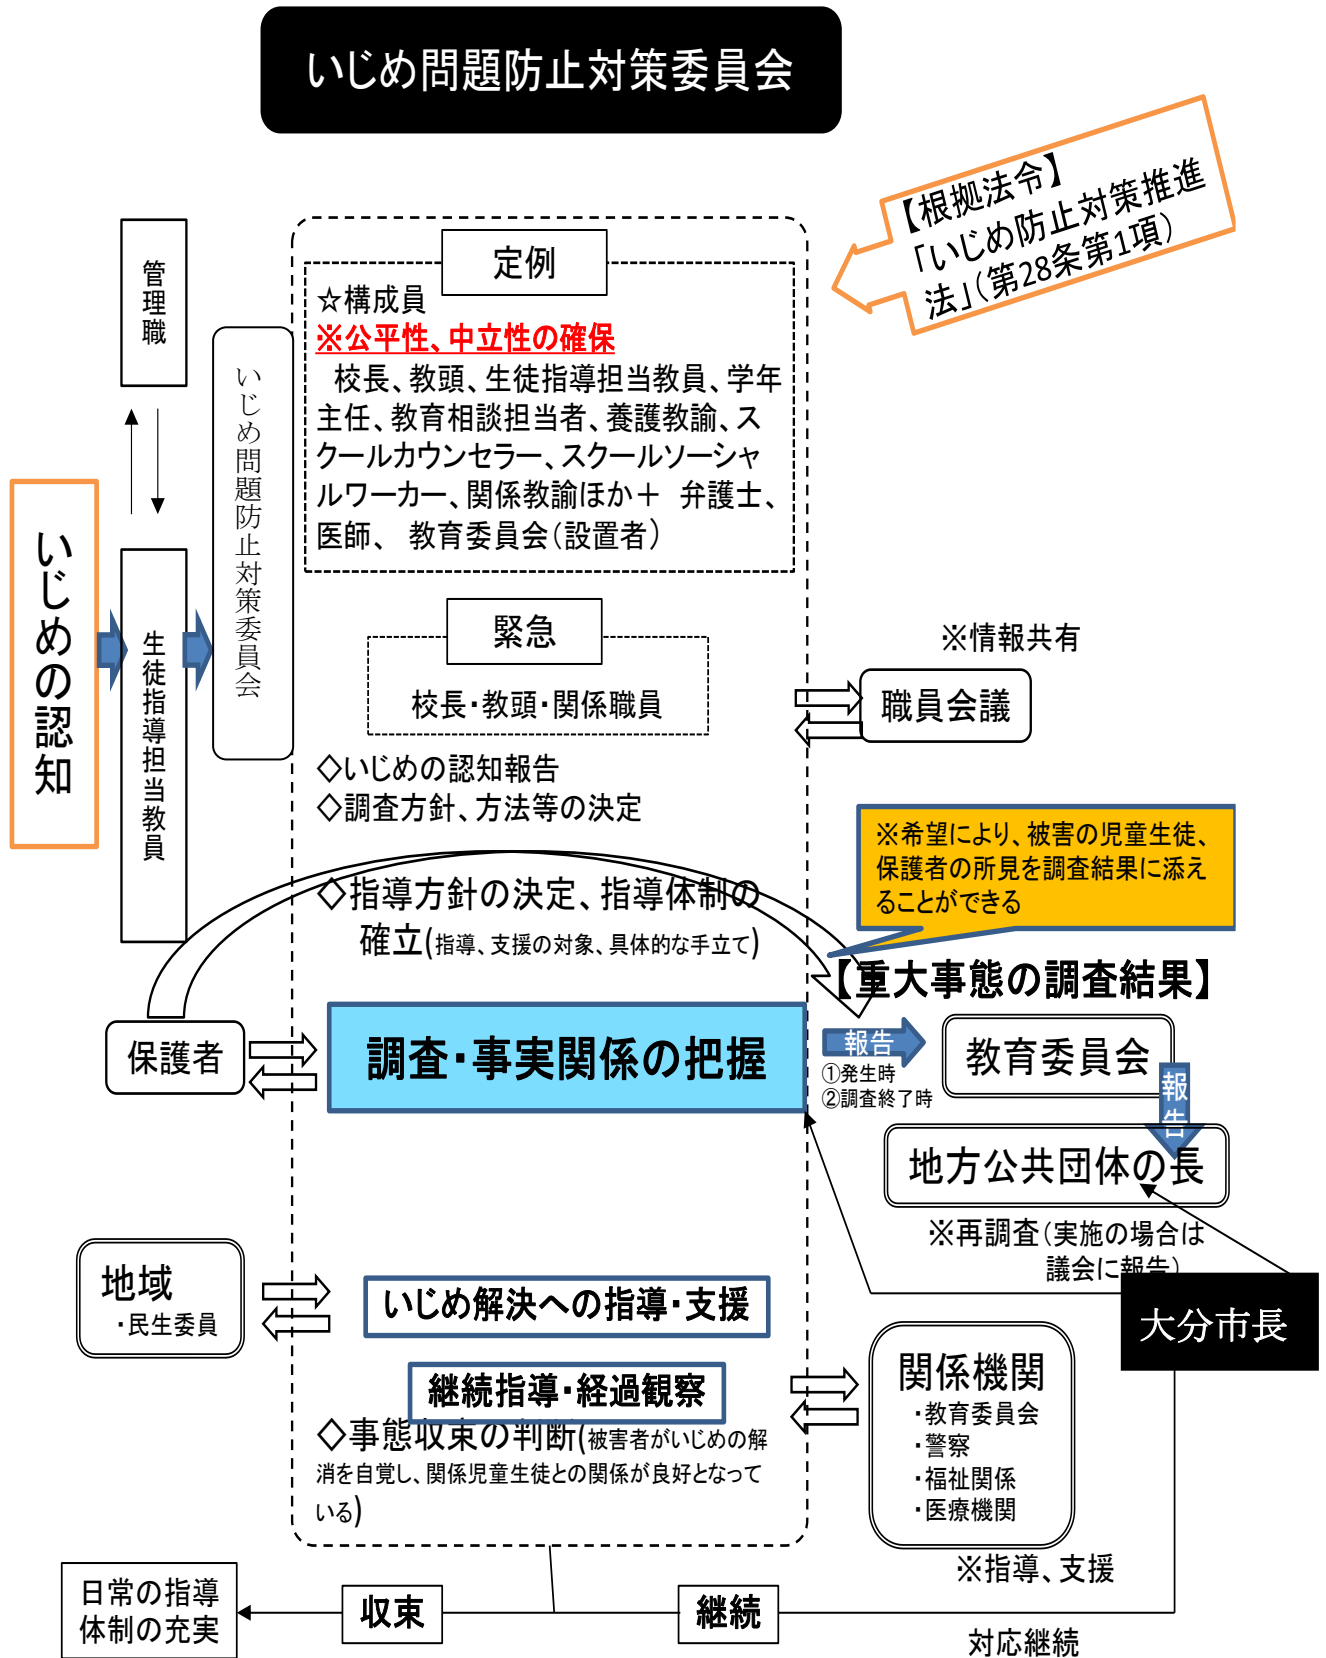 いじめ問題防止対策委員会
【根拠法令】
「いじめ防止対策推進
法」(第28条第1項)
管理職
いじめ問題防止対策委員会
いじめの認知
生徒指導担当教員
定例
☆構成員
※公平性、中立性の確保
校長、教頭、生徒指導担当教員、学年
主任、教育相談担当者、養護教諭、ス
クールカウンセラー、スクールソーシャ
ルワーカー、関係教諭ほか＋ 弁護士、
医師、 教育委員会(設置者)
緊急
校長・教頭・関係職員
※情報共有
職員会議
◇いじめの認知報告
◇調査方針、方法等の決定
◇指導方針の決定、指導体制の
確立(指導、支援の対象、具体的な手立て)
※希望により、被害の児童生徒、
保護者の所見を調査結果に添え
ることができる
【重大事態の調査結果】
保護者
調査・事実関係の把握
報告
①発生時
②調査終了時
教育委員会
報告
地方公共団体の長
※再調査(実施の場合は
議会に報告)
大分市長
地域
・民生委員
いじめ解決への指導・支援
継続指導・経過観察
◇事態収束の判断(被害者がいじめの解
消を自覚し、関係児童生徒との関係が良好となって
いる)
関係機関
・教育委員会
・警察
・福祉関係
・医療機関
※指導、支援
日常の指導
体制の充実
収束
継続
対応継続